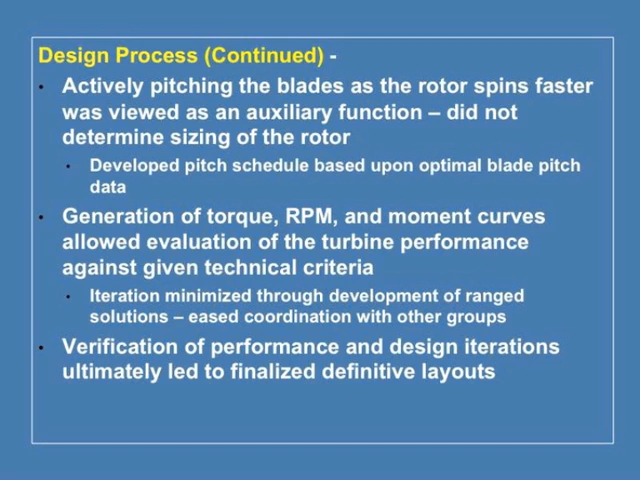 Design Process (Continued) -
• Actively pitching the blades as the rotor spins faster
was viewed as an auxiliary function – did not
determine sizing of the rotor
• Developed pitch schedule based upon optimal blade pitch
data
• Generation of torque, RPM, and moment curves
allowed evaluation of the turbine performance
against given technical criteria
• Iteration minimized through development of ranged
solutions – eased coordination with other groups
• Verification of performance and design iterations
ultimately led to finalized definitive layouts